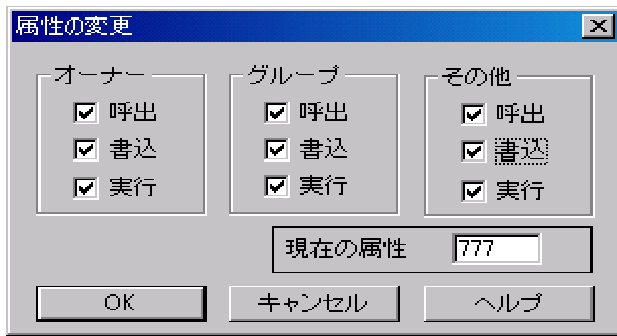 属性の変更
オーナー
呼出
書込
実行
グループ
呼出
書込
実行
その他
呼出
書込
実行
現在の属性 777
OK キャンセル ヘルプ